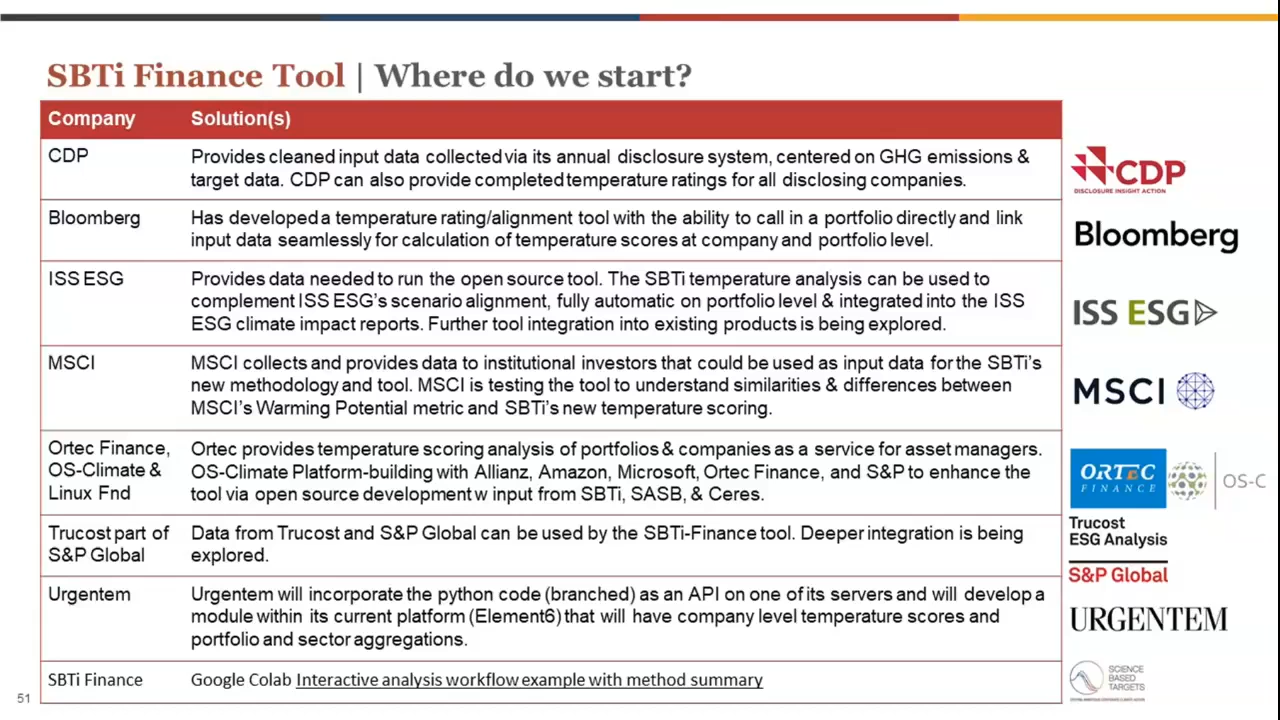 SBTi Finance Tool | Where do we start?
Company Solution(s)
CDP Provides cleaned input data collected via its annual disclosure system, centered on GHG emissions &
target data. CDP can also provide completed temperature ratings for all disclosing companies.
Bloomberg Has developed a temperature rating/alignment tool with the ability to call in a portfolio directly and link
input data seamlessly for calculation of temperature scores at company and portfolio level.
ISS ESG Provides data needed to run the open source tool. The SBTi temperature analysis can be used to
complement ISS ESG's scenario alignment, fully automatic on portfolio level & integrated into the ISS
ESG climate impact reports. Further tool integration into existing products is being explored.
MSCI MSCI collects and provides data to institutional investors that could be used as input data for the SBTi's
new methodology and tool. MSCI is testing the tool to understand similarities & differences between
MSCI's Warming Potential metric and SBTi's new temperature scoring.
Ortec Finance, Ortec provides temperature scoring analysis of portfolios & companies as a service for asset managers.
OS-Climate & OS-Climate Platform-building with Allianz, Amazon, Microsoft, Ortec Finance, and S&P to enhance the
Linux Fnd tool via open source development w input from SBTi, SASB, & Ceres.
Trucost part of Data from Trucost and S&P Global can be used by the SBTi-Finance tool. Deeper integration is being
S&P Global explored.
Urgentem Urgentem will incorporate the python code (branched) as an API on one of its servers and will develop a
module within its current platform (Element6) that will have company level temperature scores and
portfolio and sector aggregations.
SBTi Finance Google Colab Interactive analysis workflow example with method summary
51
CDP
DISCLOSURE INSIGHT ACTION
Bloomberg
ISS ESG
MSCI
ORTEC
FINANCE
OS-C
Trucost
ESG Analysis
S&P Global
URGENTEM
SCIENCE
BASED
TARGETS